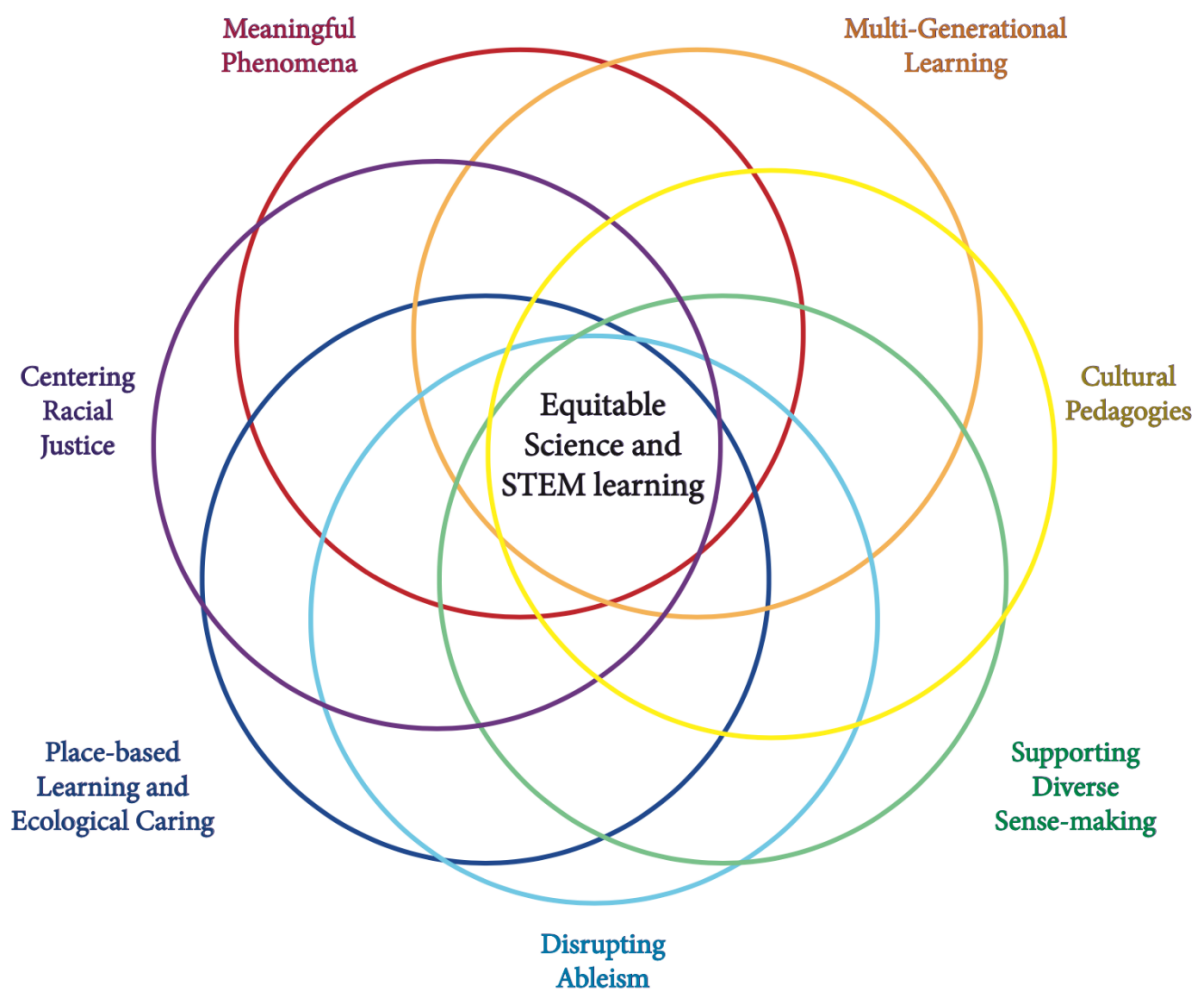 Meaningful
Phenomena
Multi-Generational
Learning
Centering
Racial
Justice
Equitable
Science and
STEM learning
Cultural
Pedagogies
Place-based
Learning and
Ecological Caring
Supporting
Diverse
Sense-making
Disrupting
Ableism